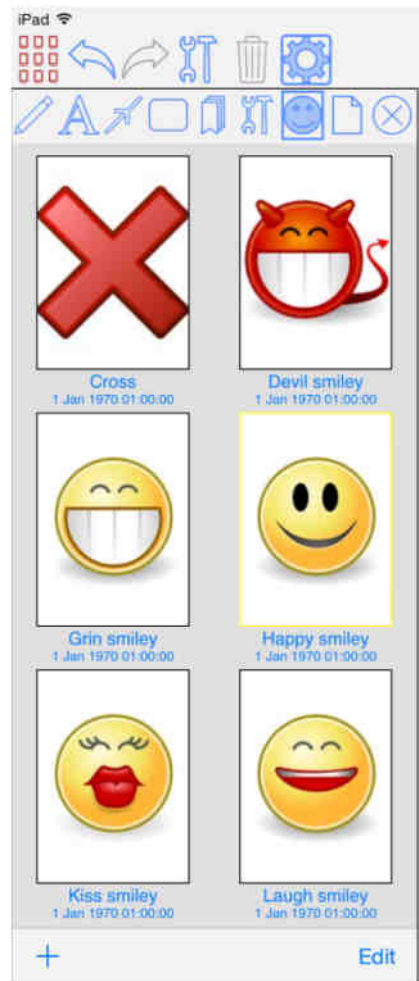 iPad
Cross
1 Jan 1970 01:00:00
Devil smiley
1 Jan 1970 01:00:00
Grin smiley
1 Jan 1970 01:00:00
Happy smiley
1 Jan 1970 01:00:00
Kiss smiley
1 Jan 1970 01:00:00
Laugh smiley
1 Jan 1970 01:00:00
Edit